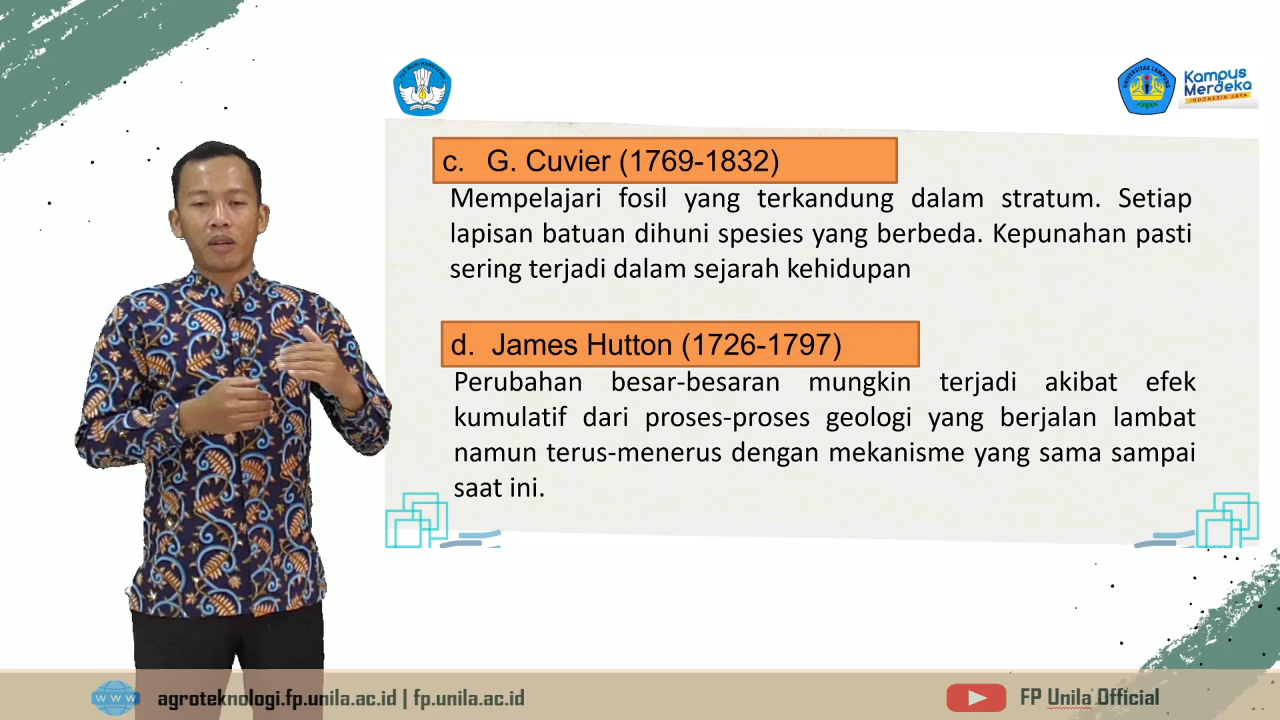 UNIVERSITAS LAMPUNG
Kampus
Merdeka
INDONESIA JAYA
c. G. Cuvier (1769-1832)
Mempelajari fosil yang terkandung dalam stratum. Setiap
lapisan batuan dihuni spesies yang berbeda. Kepunahan pasti
sering terjadi dalam sejarah kehidupan
d. James Hutton (1726-1797)
Perubahan besar-besaran mungkin terjadi akibat efek
kumulatif dari proses-proses geologi yang berjalan lambat
namun terus-menerus dengan mekanisme yang sama sampai
saat ini.
WWW
agroteknologi.fp.unila.ac.id | fp.unila.ac.id
FP Unila Official